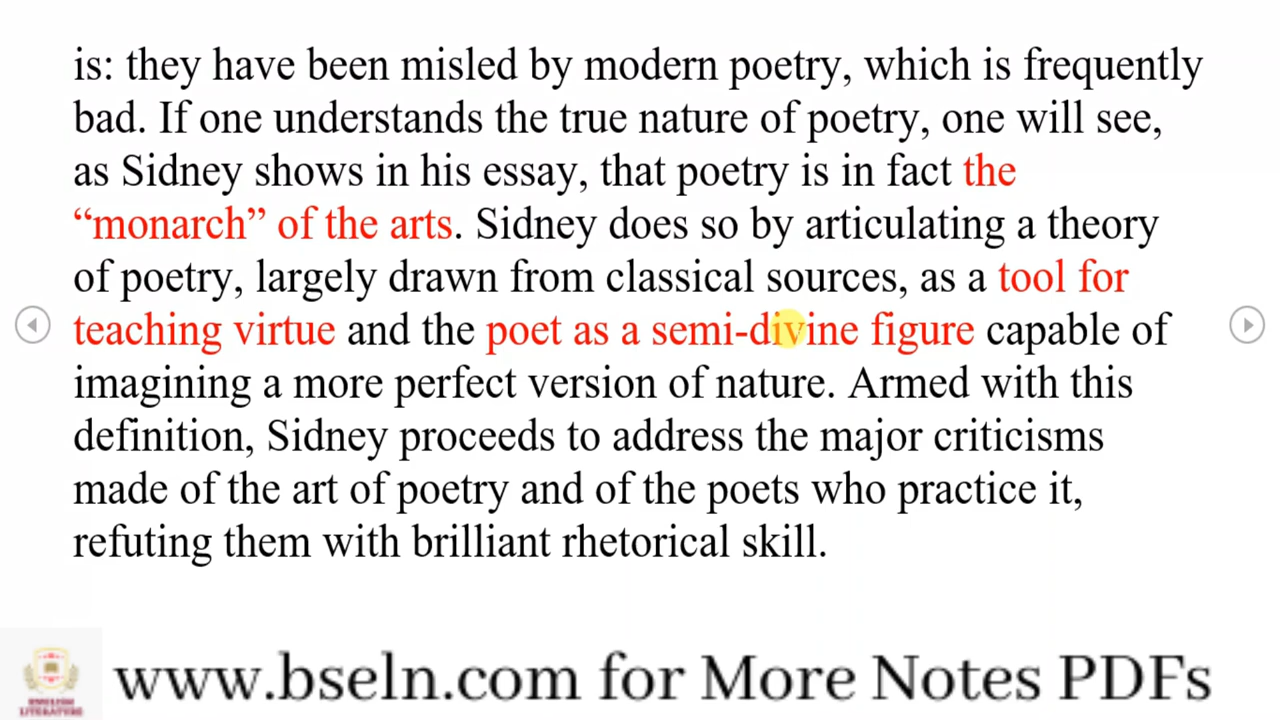 is: they have been misled by modern poetry, which is frequently
bad. If one understands the true nature of poetry, one will see,
as Sidney shows in his essay, that poetry is in fact the
“monarch” of the arts. Sidney does so by articulating a theory
of poetry, largely drawn from classical sources, as a tool for
teaching virtue and the poet as a semi-divine figure capable of
imagining a more perfect version of nature. Armed with this
definition, Sidney proceeds to address the major criticisms
made of the art of poetry and of the poets who practice it,
refuting them with brilliant rhetorical skill.
www.bseln.com for More Notes PDFs
ENGLISH
LITERATURE